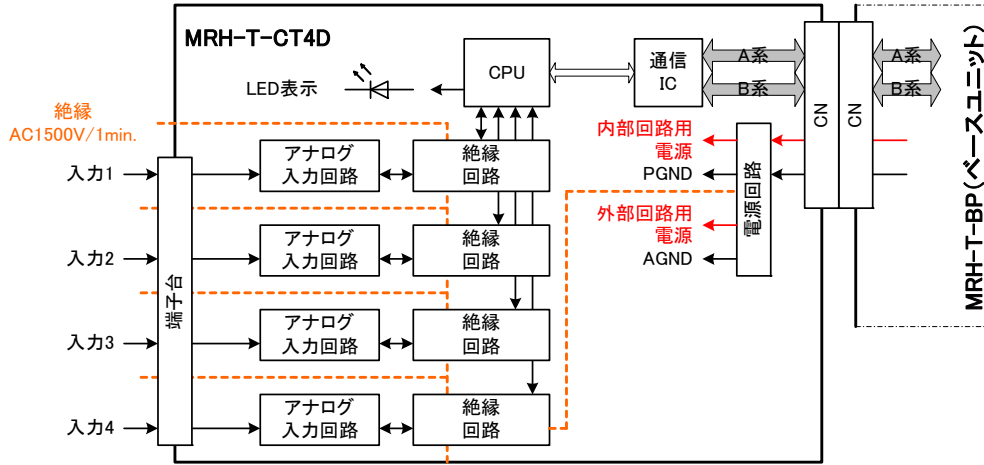 MRH-T-CT4D
LED表示
CPU
通信
IC
A系
B系
CN
CN
A系
B系
MRH-T-BP(ベースユニット)
絶縁
AC1500V/1min.
内部回路用
電源
PGND
外部回路用
電源
AGND
電源回路
端子台
入力1
アナログ
入力回路
絶縁
回路
入力2
アナログ
入力回路
絶縁
回路
入力3
アナログ
入力回路
絶縁
回路
入力4
アナログ
入力回路
絶縁
回路